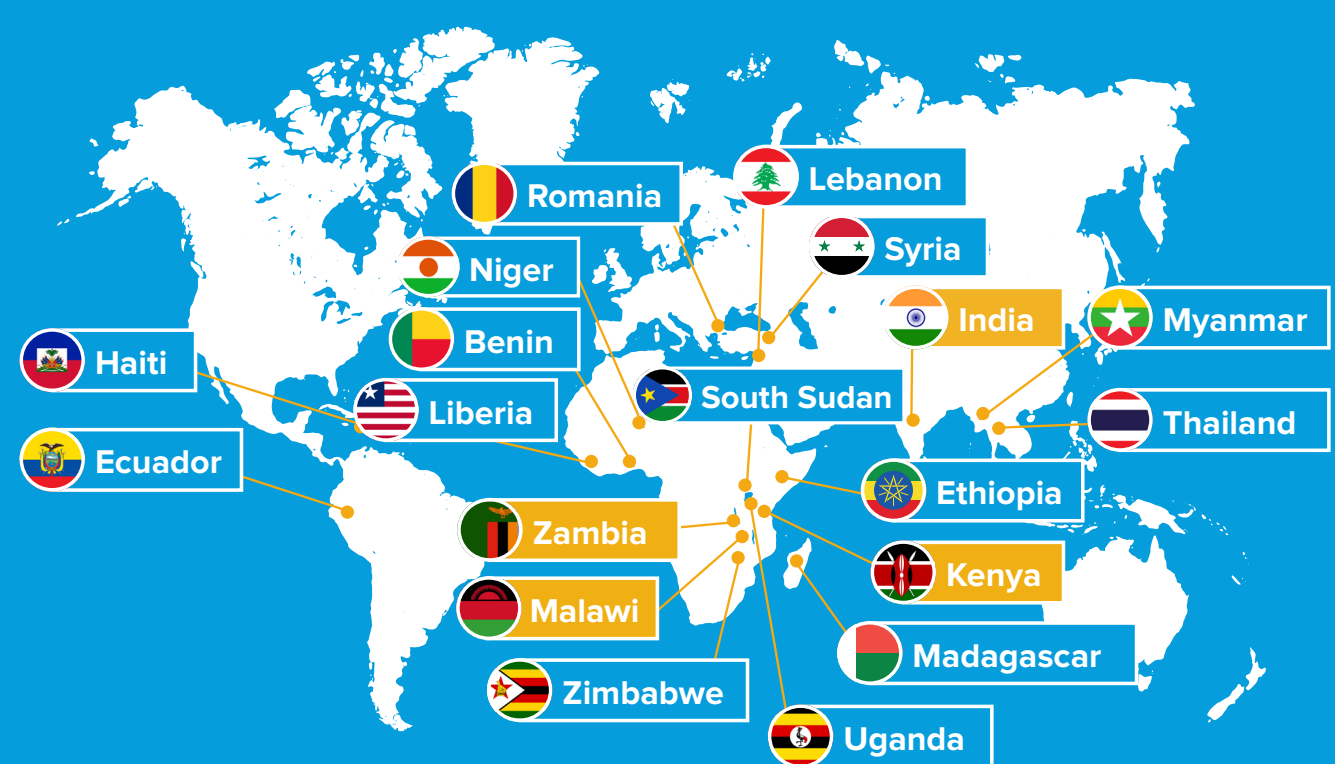 Lebanon
Romania
Syria
Niger
India
Myanmar
Benin
Haiti
South Sudan
Liberia
Thailand
Ecuador
Ethiopia
Zambia
Kenya
Malawi
Madagascar
Zimbabwe
Uganda